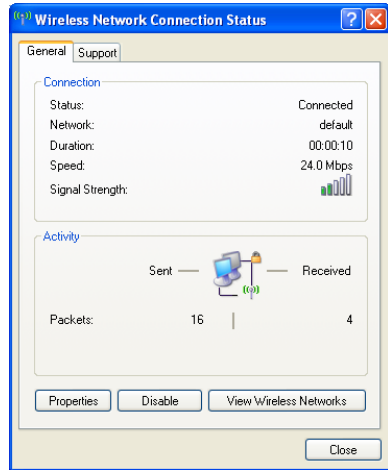 Wireless Network Connection Status
General Support
Connection
Status: Connected
Network: default
Duration: 00:00:10
Speed: 24.0 Mbps
Signal Strength:
Activity
Sent Received
Packets: 16 4
Properties Disable View Wireless Networks
Close